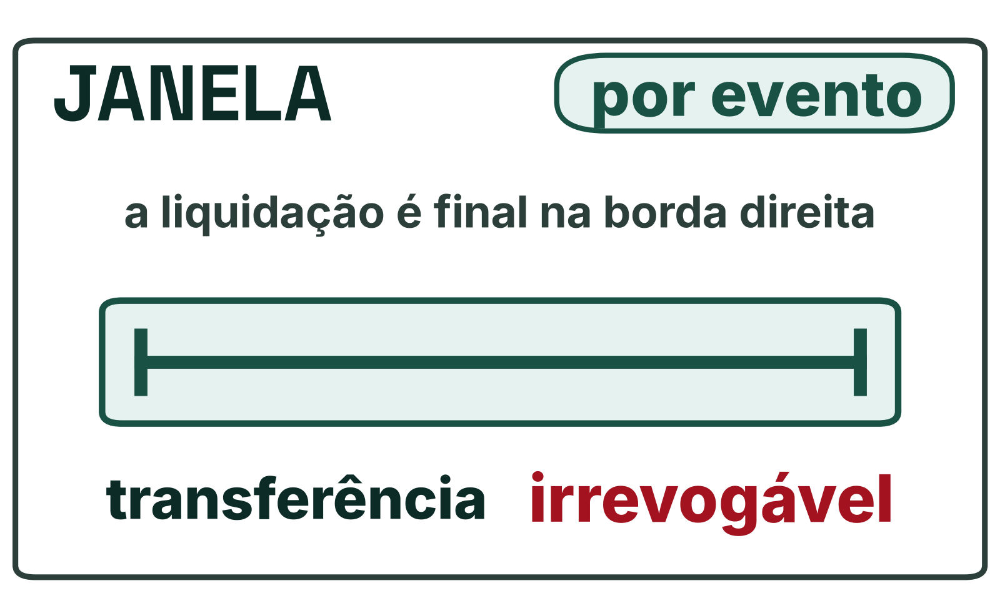 JANELA
por evento
a liquidação é final na borda direita
transferência irrevogável